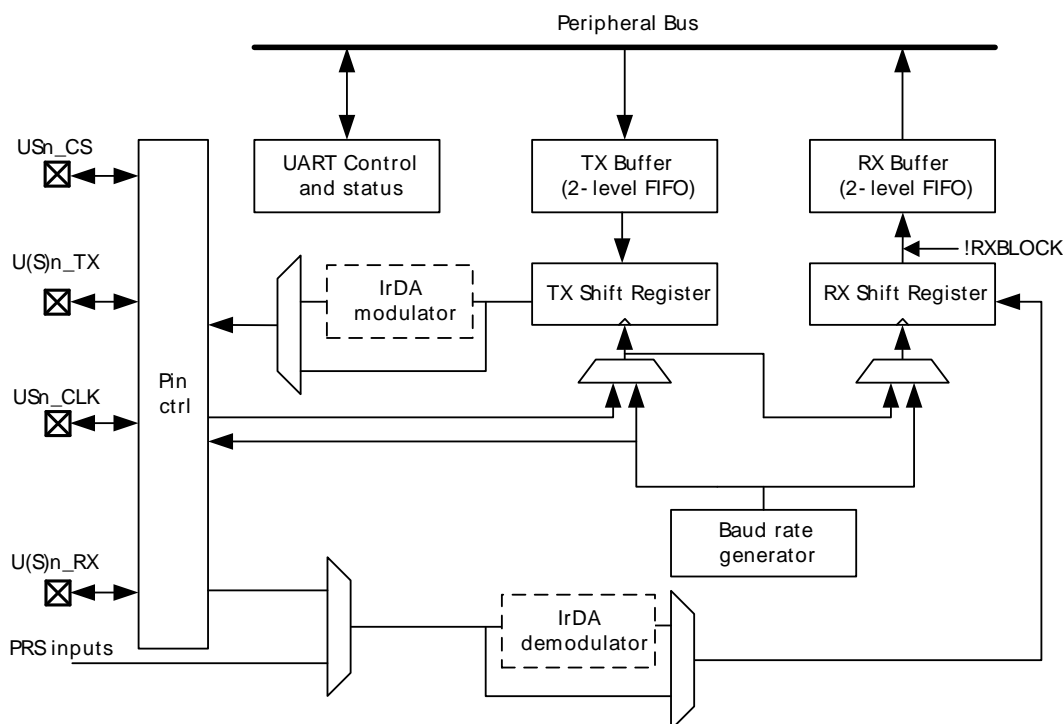 Peripheral Bus
USn_CS
UART Control
and status
TX Buffer
(2-level FIFO)
RX Buffer
(2-level FIFO)
!RXBLOCK
U(S)n_TX
IrDA
modulator
TX Shift Register
RX Shift Register
USn_CLK
Pin
ctrl
Baud rate
generator
U(S)n_RX
IrDA
demodulator
PRS inputs